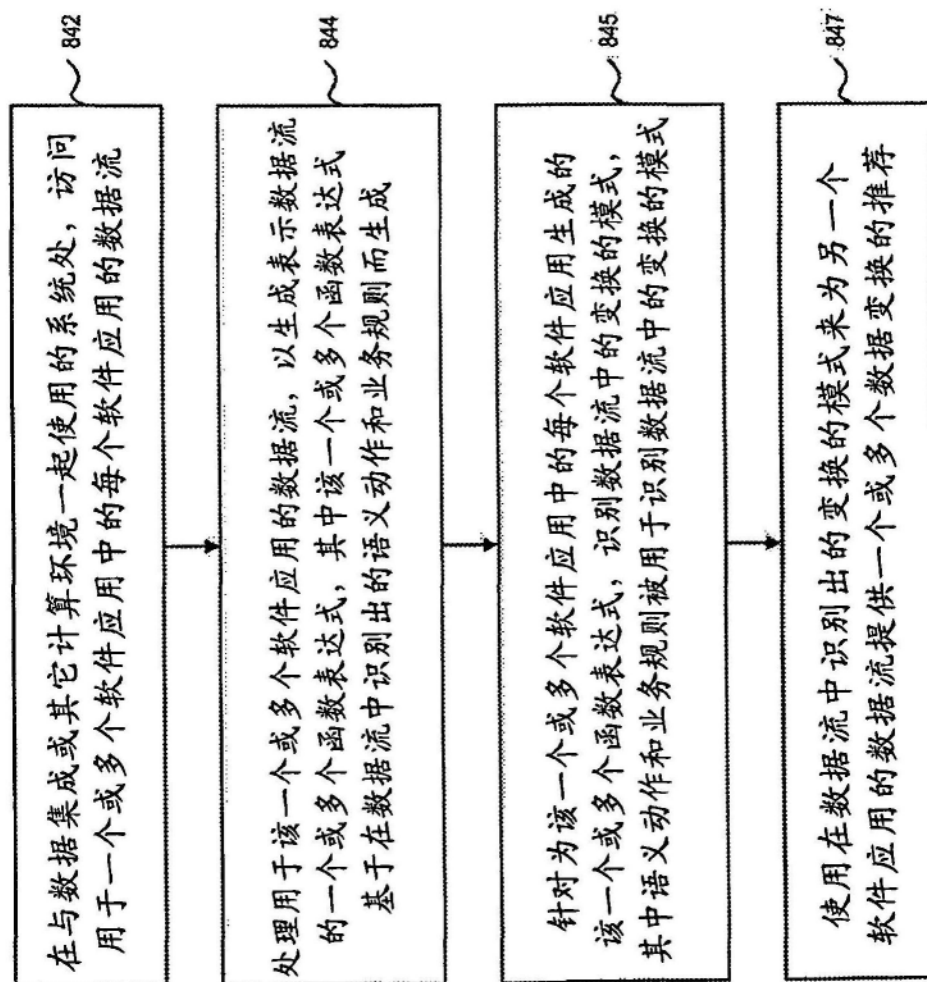 在与数据集成或其它计算环境一起使用的系统处，访问
用于一个或多个软件应用中的每个软件应用的数据流
842
处理用于该一个或多个软件应用的数据流，以生成表示数据流
的一个或多个函数表达式，其中该一个或多个函数表达式
基于在数据流中识别出的语义动作和业务规则而生成
844
针对为该一个或多个软件应用中的每个软件应用生成的
该一个或多个函数表达式，识别数据流中的变换的模式，
其中语义动作和业务规则被用于识别数据流中的变换的模式
845
使用在数据流中识别出的变换的模式来为另一个
软件应用的数据流提供一个或多个数据变换的推荐
847